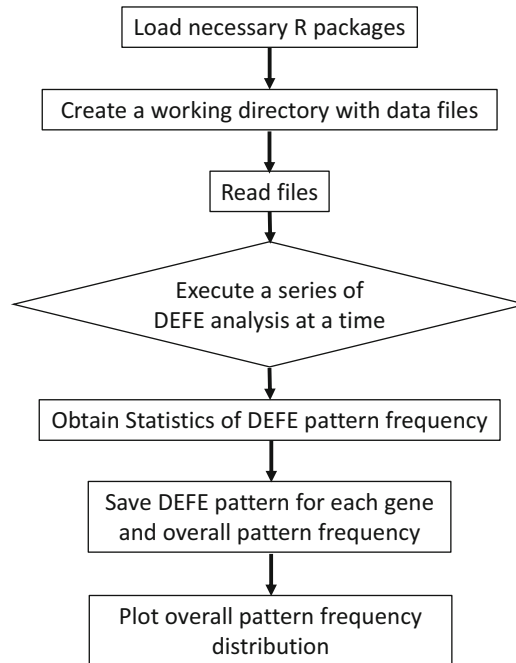 Load necessary R packages
Create a working directory with data files
Read files
Execute a series of
DEFE analysis at a time
Obtain Statistics of DEFE pattern frequency
Save DEFE pattern for each gene
and overall pattern frequency
Plot overall pattern frequency
distribution